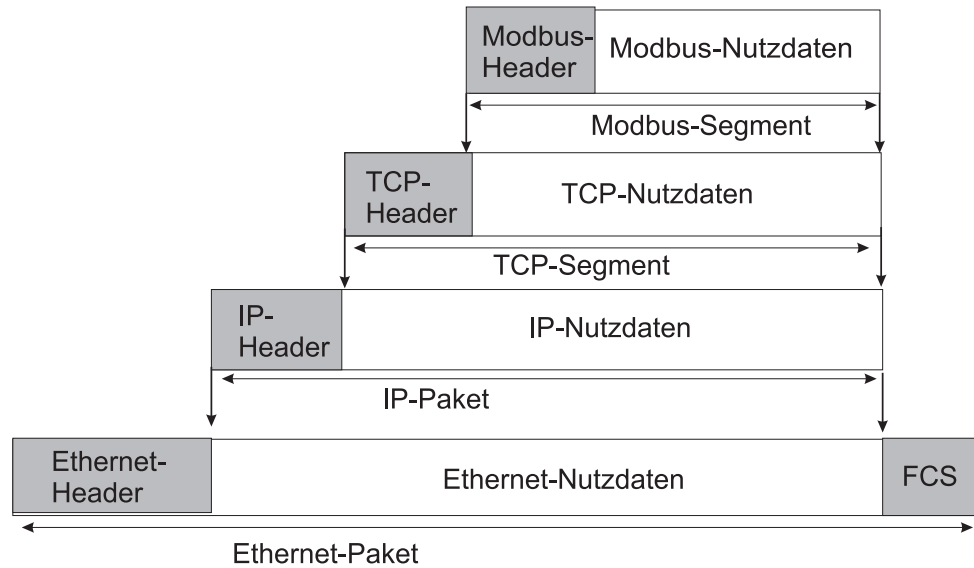 Modbus-
Header
Modbus-Nutzdaten
Modbus-Segment
TCP-
Header
TCP-Nutzdaten
TCP-Segment
IP-
Header
IP-Nutzdaten
IP-Paket
Ethernet-
Header
Ethernet-Nutzdaten
FCS
Ethernet-Paket